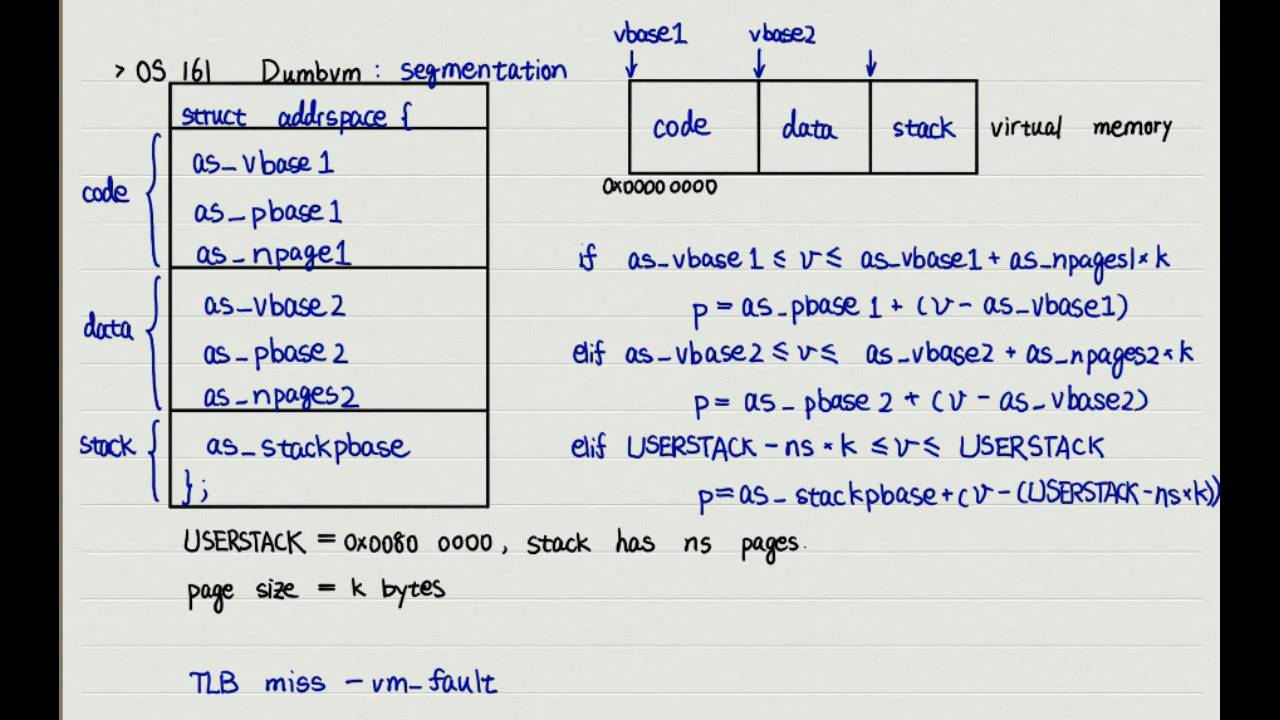 > OS 161 Dumbvm : segmentation
struct addrspace {
code
as_vbase1
as_pbase1
as_npage1
data
as_vbase2
as_pbase2
as_npages2
stack
as_stackpbase
};
USERSTACK = 0x0080 0000, stack has ns pages.
page size = k bytes
TLB miss - vm_fault
vbase1 vbase2
code data stack virtual memory
0x0000 0000
if as_vbase1 ≤ v ≤ as_vbase1 + as_npages1 * k
p = as_pbase1 + (v - as_vbase1)
elif as_vbase2 ≤ v ≤ as_vbase2 + as_npages2 * k
p = as_pbase2 + (v - as_vbase2)
elif USERSTACK - ns * k ≤ v ≤ USERSTACK
p = as_stackpbase + (v - (USERSTACK - ns * k))